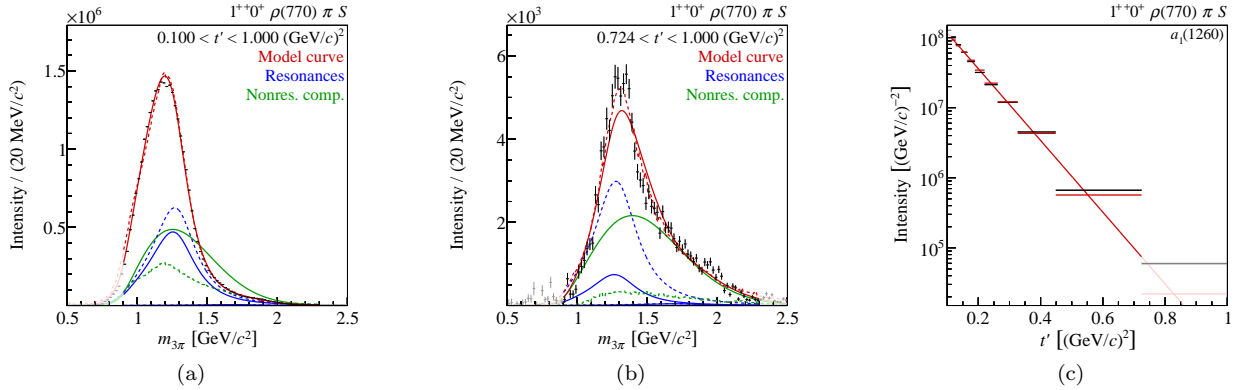 ×10⁶
1⁺⁺0⁺ ρ(770) π S
0.100 < t′ < 1.000 (GeV/c)²
Model curve
Resonances
Nonres. comp.
Intensity / (20 MeV/c²)
1.5
1
0.5
0.5 1 1.5 2 2.5
m₃π [GeV/c²]
(a)
×10³
1⁺⁺0⁺ ρ(770) π S
0.724 < t′ < 1.000 (GeV/c)²
Model curve
Resonances
Nonres. comp.
Intensity / (20 MeV/c²)
6
4
2
0
0.5 1 1.5 2 2.5
m₃π [GeV/c²]
(b)
1⁺⁺0⁺ ρ(770) π S
a₁(1260)
Intensity [(GeV/c)⁻²]
10⁸
10⁷
10⁶
10⁵
0.2 0.4 0.6 0.8 1
t′ [(GeV/c)²]
(c)